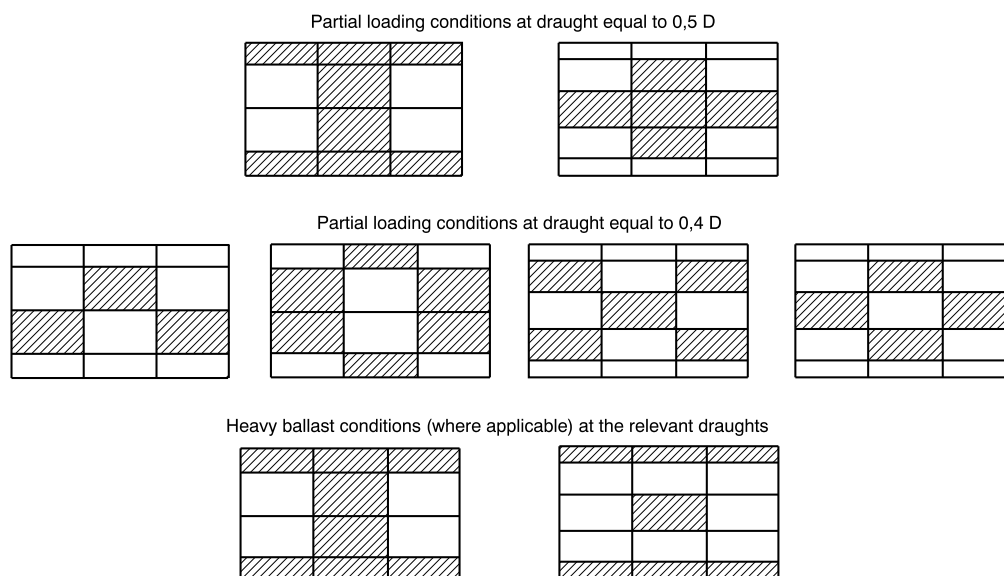 Partial loading conditions at draught equal to 0,5 D
Partial loading conditions at draught equal to 0,4 D
Heavy ballast conditions (where applicable) at the relevant draughts